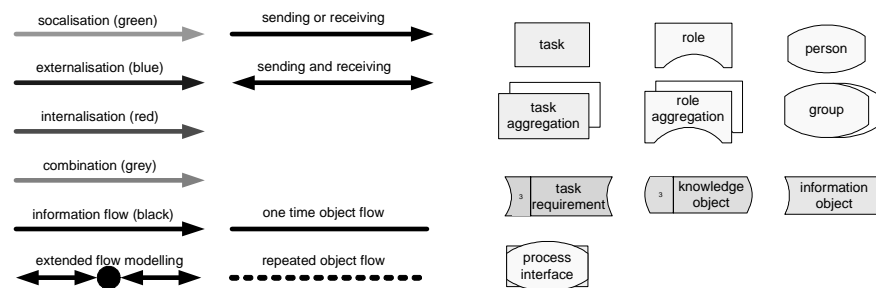 socalisation (green)
sending or receiving
externalisation (blue)
sending and receiving
internalisation (red)
combination (grey)
information flow (black)
one time object flow
extended flow modelling
repeated object flow
task
role
person
task
aggregation
role
aggregation
group
3
task
requirement
3
knowledge
object
information
object
process
interface